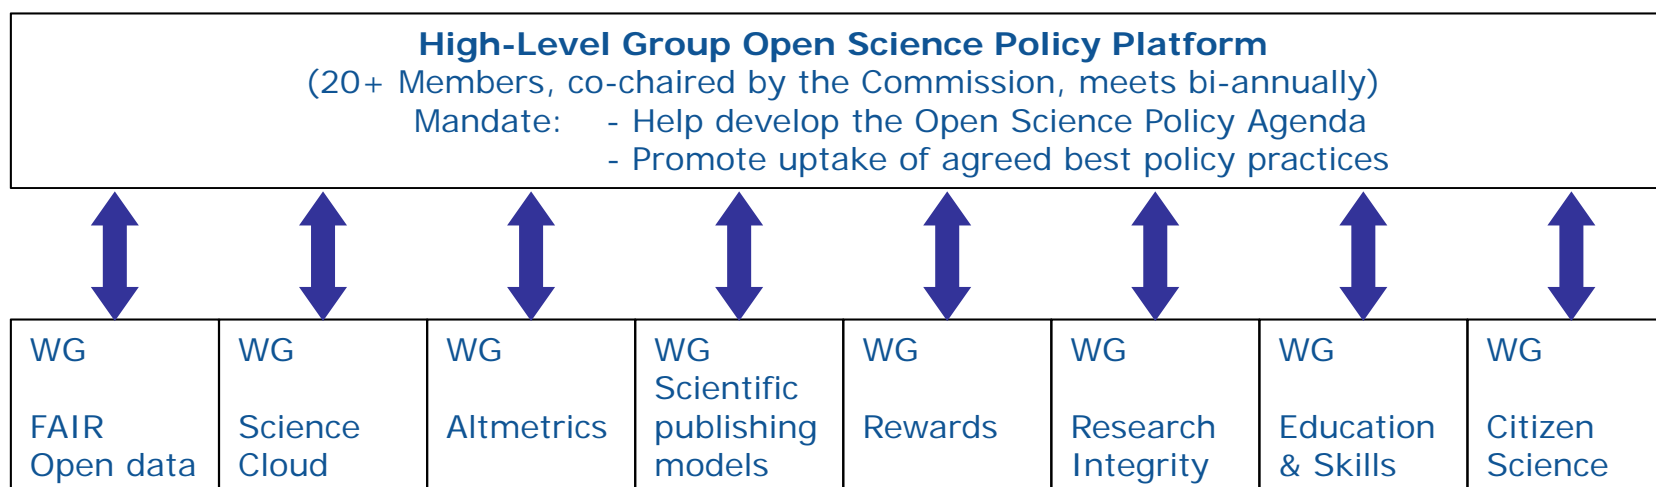 High-Level Group Open Science Policy Platform
(20+ Members, co-chaired by the Commission, meets bi-annually)
Mandate: - Help develop the Open Science Policy Agenda
- Promote uptake of agreed best policy practices
WG
FAIR
Open data
WG
Science
Cloud
WG
Altmetrics
WG
Scientific
publishing
models
WG
Rewards
WG
Research
Integrity
WG
Education
& Skills
WG
Citizen
Science